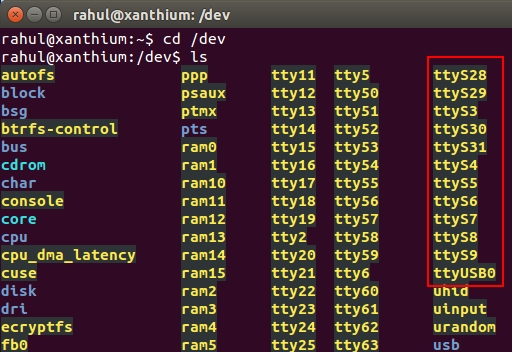 rahul@xanthium: /dev
rahul@xanthium:~$ cd /dev
rahul@xanthium:/dev$ ls
autofs ppp tty11 tty5 ttyS28
block psaux tty12 tty50 ttyS29
bsg ptmx tty13 tty51 ttyS3
btrfs-control pts tty14 tty52 ttyS30
bus ram0 tty15 tty53 ttyS31
cdrom ram1 tty16 tty54 ttyS4
char ram10 tty17 tty55 ttyS5
console ram11 tty18 tty56 ttyS6
core ram12 tty19 tty57 ttyS7
cpu ram13 tty2 tty58 ttyS8
cpu_dma_latency ram14 tty20 tty59 ttyS9
cuse ram15 tty21 tty6 ttyUSB0
disk ram2 tty22 tty60 uhid
dri ram3 tty23 tty61 uinput
ecryptfs ram4 tty24 tty62 urandom
fb0 ram5 tty25 tty63 usb